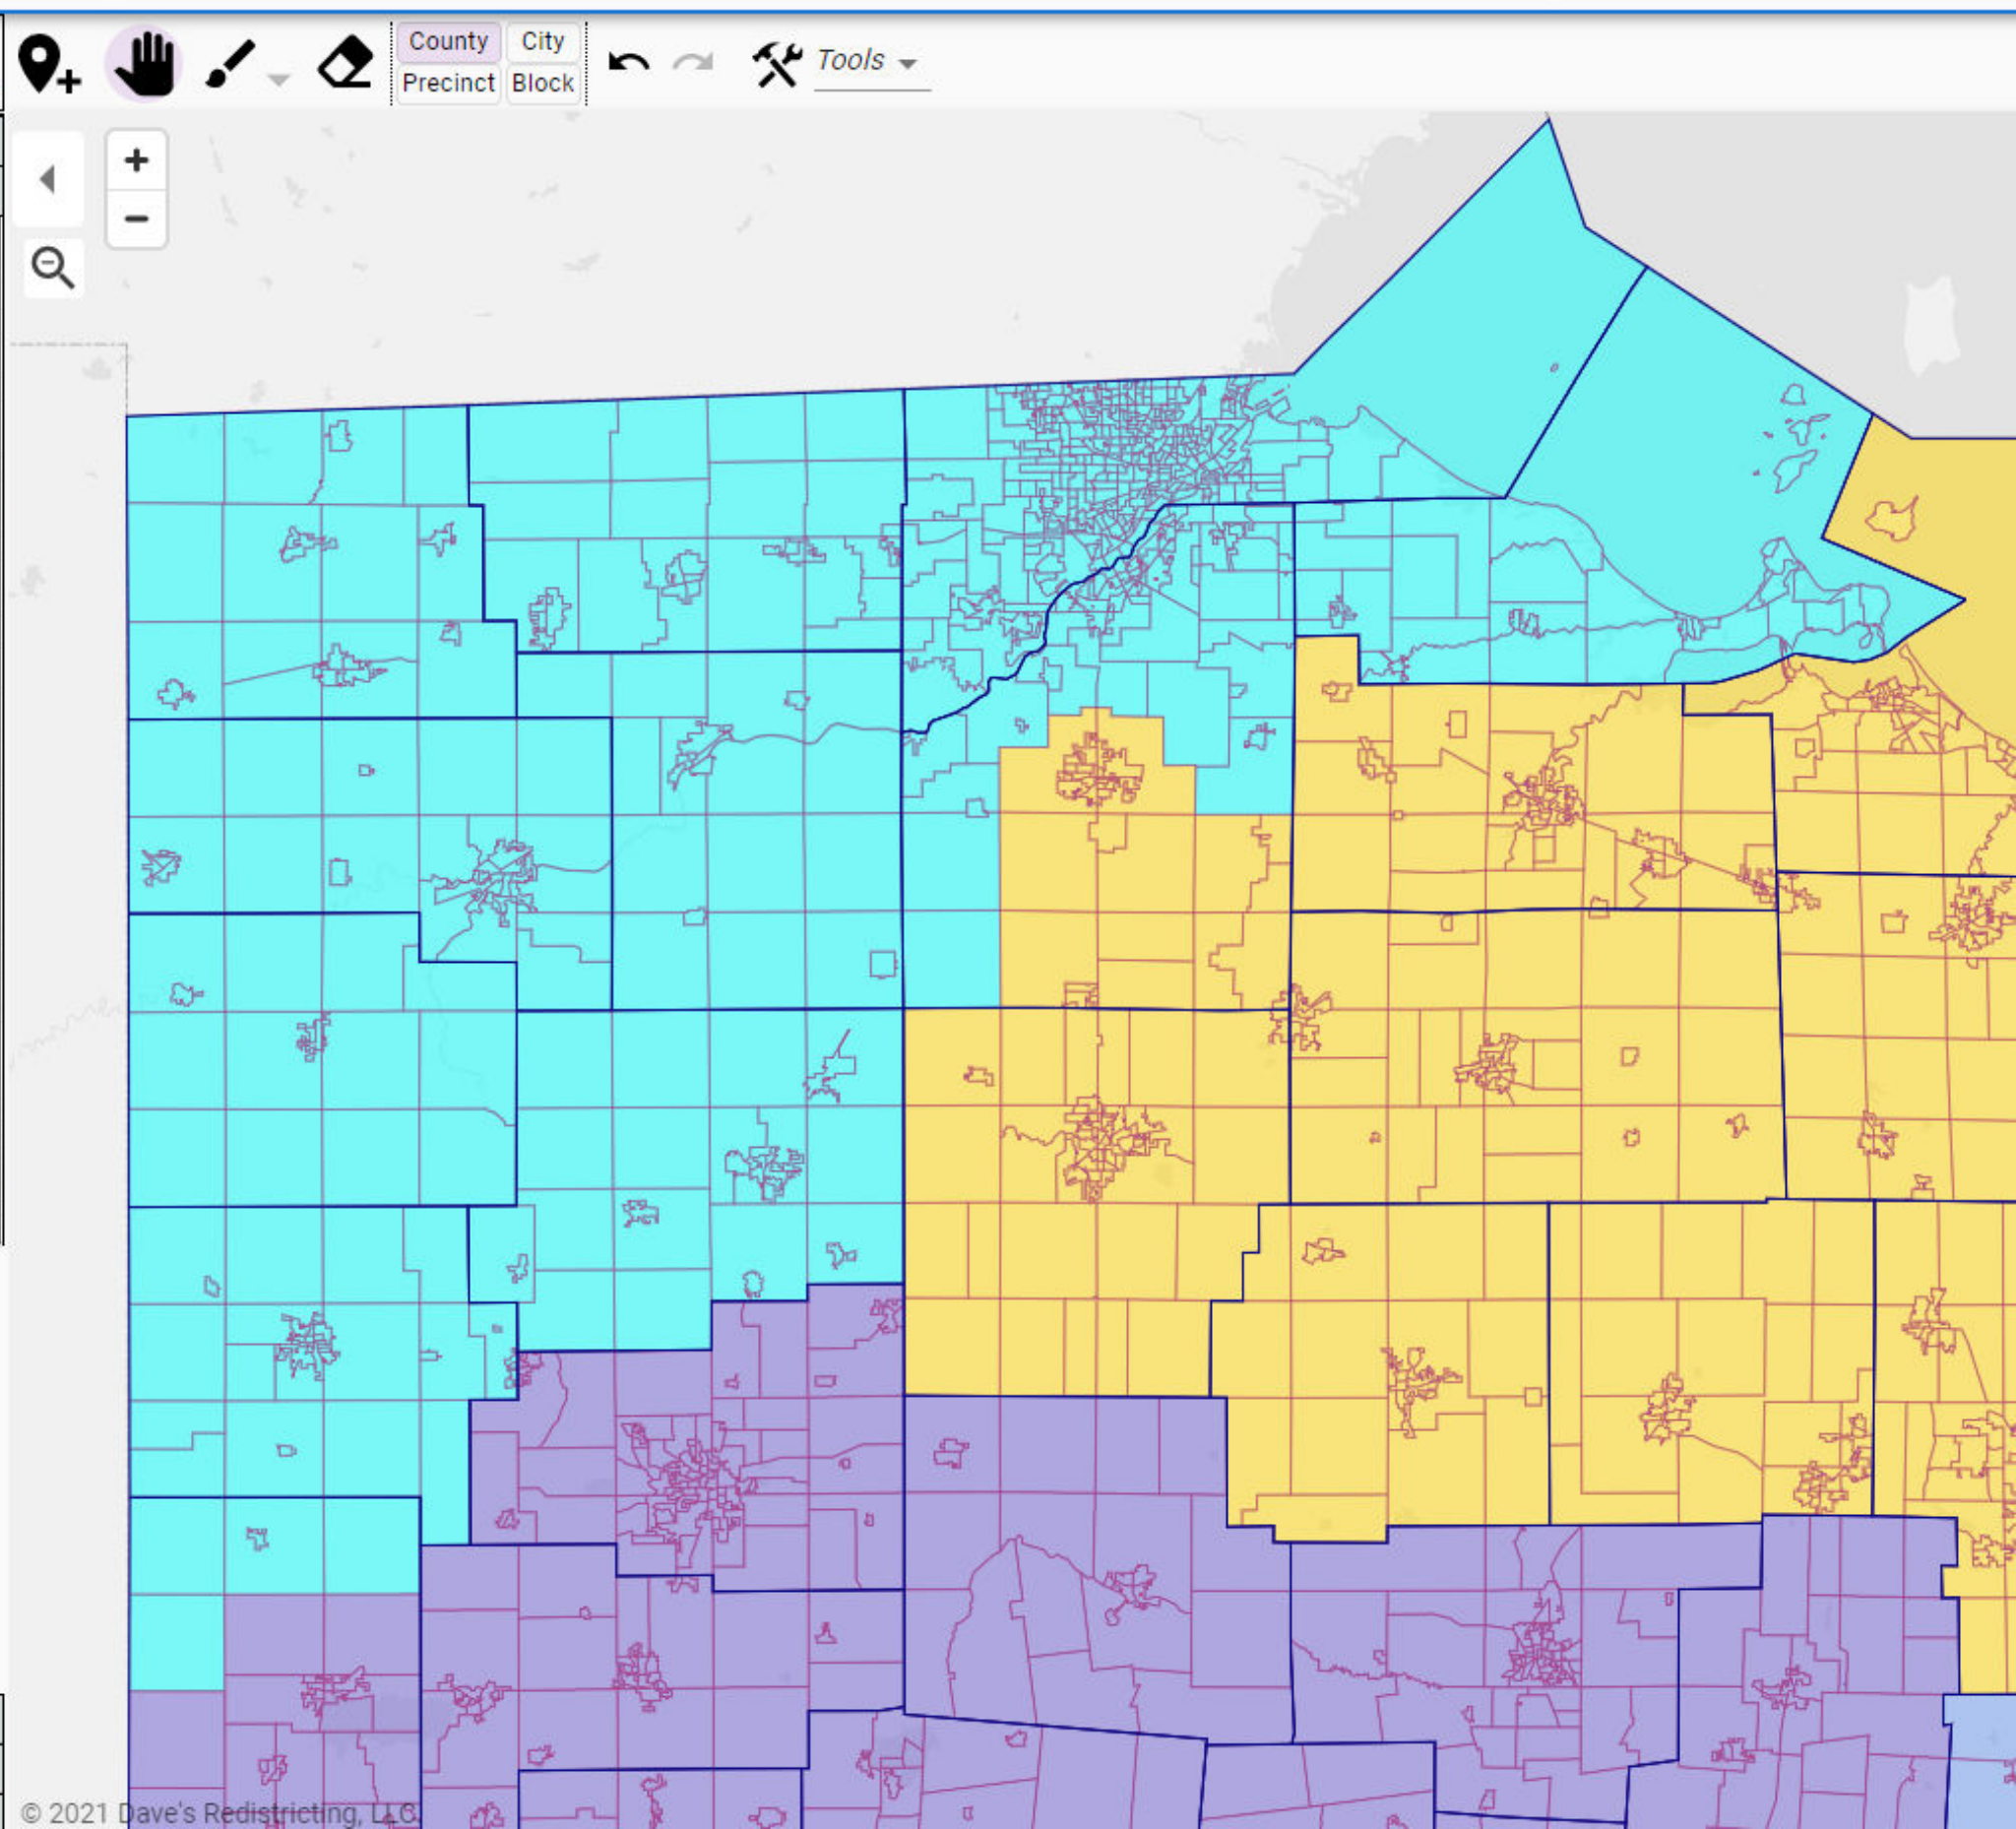 County City
Precinct Block
Tools
+
−
© 2021 Dave's Redistricting, LLC